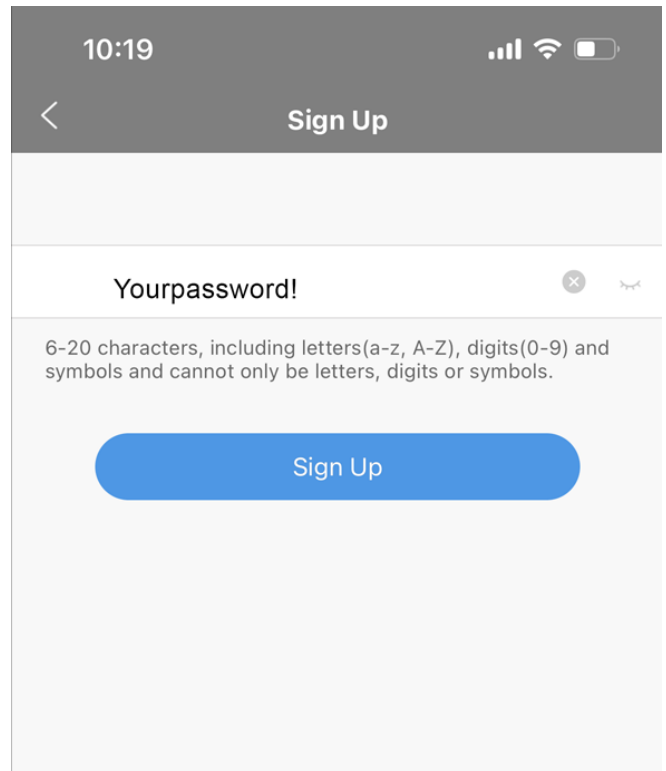 10:19
Sign Up
Yourpassword!
6-20 characters, including letters(a-z, A-Z), digits(0-9) and
symbols and cannot only be letters, digits or symbols.
Sign Up